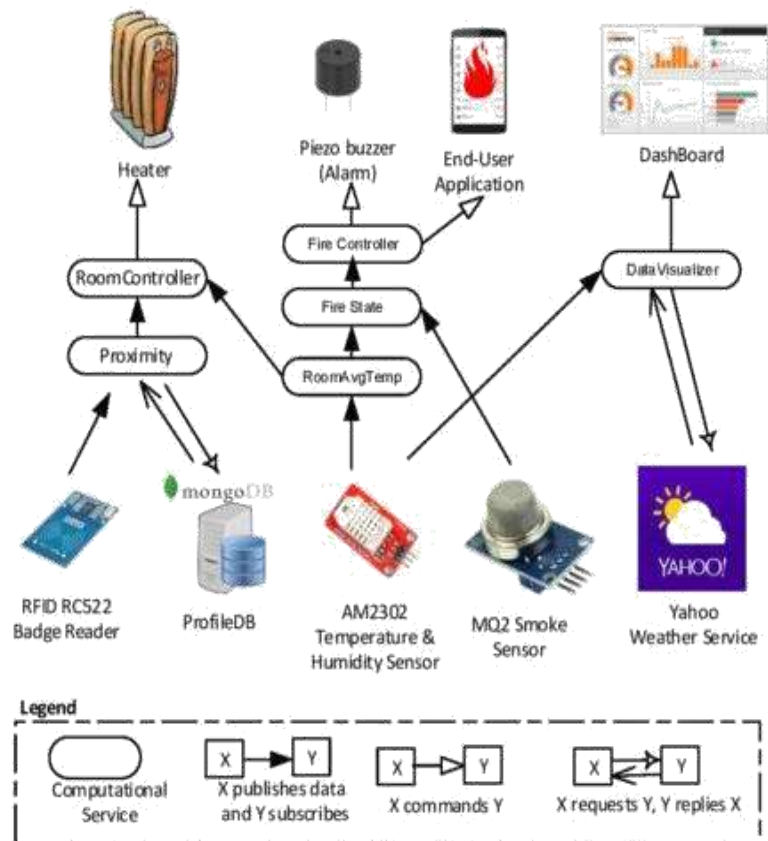 Heater
Piezo buzzer
(Alarm)
End-User
Application
DashBoard
Fire Controller
RoomController
DataVisualizer
Fire State
Proximity
RoomAvgTemp
mongoDB
YAHOO!
RFID RC522
Badge Reader
ProfileDB
AM2302
Temperature &
Humidity Sensor
MQ2 Smoke
Sensor
Yahoo
Weather Service
Legend
X
Y
X
Y
X
Y
Computational
Service
X publishes data
and Y subscribes
X commands Y
X requests Y, Y replies X